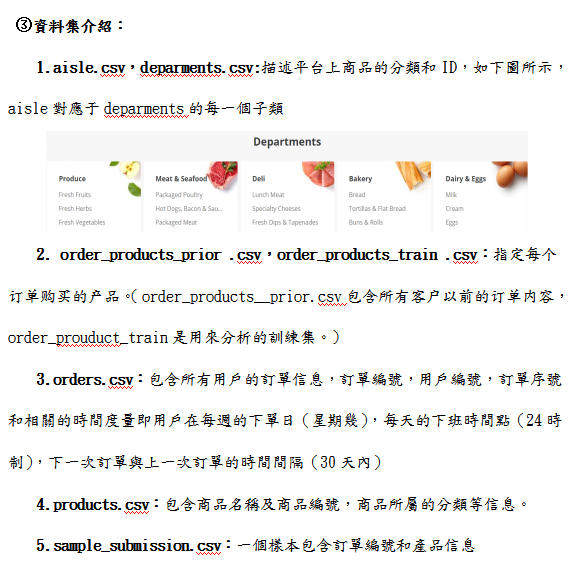 ③資料集介紹：
1.aisle.csv，deparments.csv:描述平台上商品的分類和 ID，如下圖所示，
aisle 對應于 deparments 的每一個子類
Departments
Produce
Fresh Fruits
Fresh Herbs
Fresh Vegetables
Meat & Seafood
Packaged Poultry
Hot Dogs, Bacon & Sau...
Packaged Meat
Deli
Lunch Meat
Specialty Cheeses
Fresh Dips & Tapenades
Bakery
Bread
Tortillas & Flat Bread
Buns & Rolls
Dairy & Eggs
Milk
Cream
Eggs
2. order_products_prior .csv，order_products_train .csv：指定每个
订单购买的产品。（order_products__prior.csv 包含所有客户以前的订单内容，
order_prouduct_train 是用來分析的訓練集。）
3.orders.csv：包含所有用戶的訂單信息，訂單編號，用戶編號，訂單序號
和相關的時間度量即用戶在每週的下單日（星期幾），每天的下班時間點（24 時
制），下一次訂單與上一次訂單的時間間隔（30 天內）
4.products.csv：包含商品名稱及商品編號，商品所屬的分類等信息。
5.sample_submission.csv：一個樣本包含訂單編號和產品信息